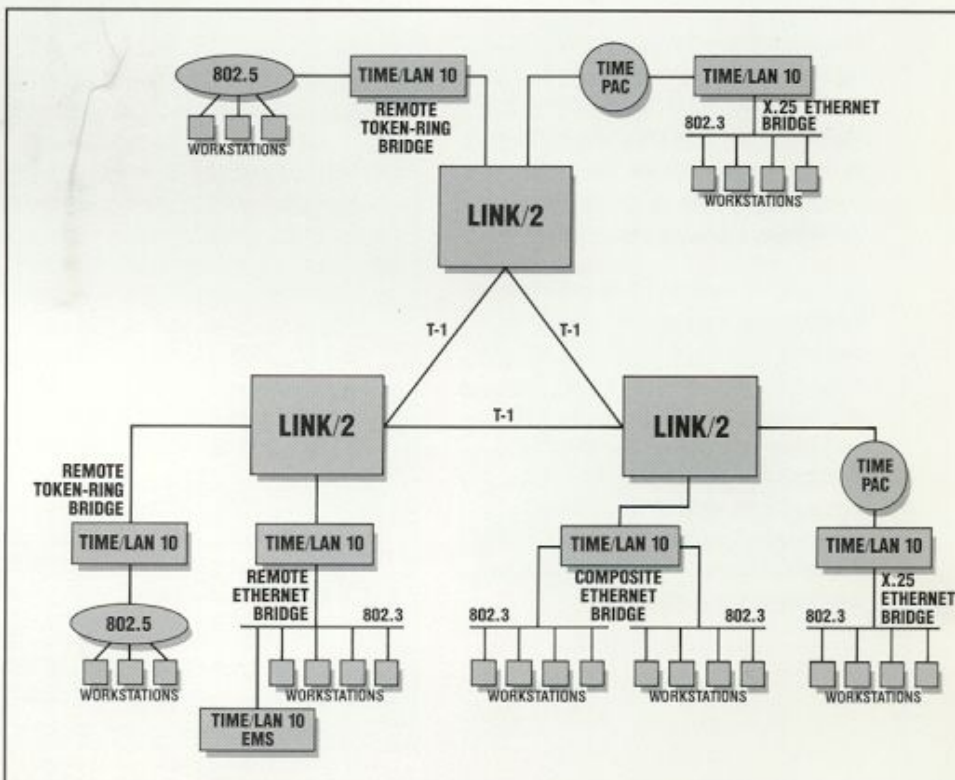 802.5
TIME/LAN 10
TIME
PAC
TIME/LAN 10
REMOTE
TOKEN-RING
BRIDGE
X.25 ETHERNET
BRIDGE
802.3
WORKSTATIONS
WORKSTATIONS
LINK/2
T-1
T-1
LINK/2
T-1
LINK/2
REMOTE
TOKEN-RING
BRIDGE
TIME
PAC
TIME/LAN 10
TIME/LAN 10
TIME/LAN 10
TIME/LAN 10
REMOTE
ETHERNET
BRIDGE
COMPOSITE
ETHERNET
BRIDGE
X.25
ETHERNET
BRIDGE
802.5
802.3
802.3
802.3
802.3
WORKSTATIONS
WORKSTATIONS
WORKSTATIONS
WORKSTATIONS
WORKSTATIONS
TIME/LAN 10
EMS